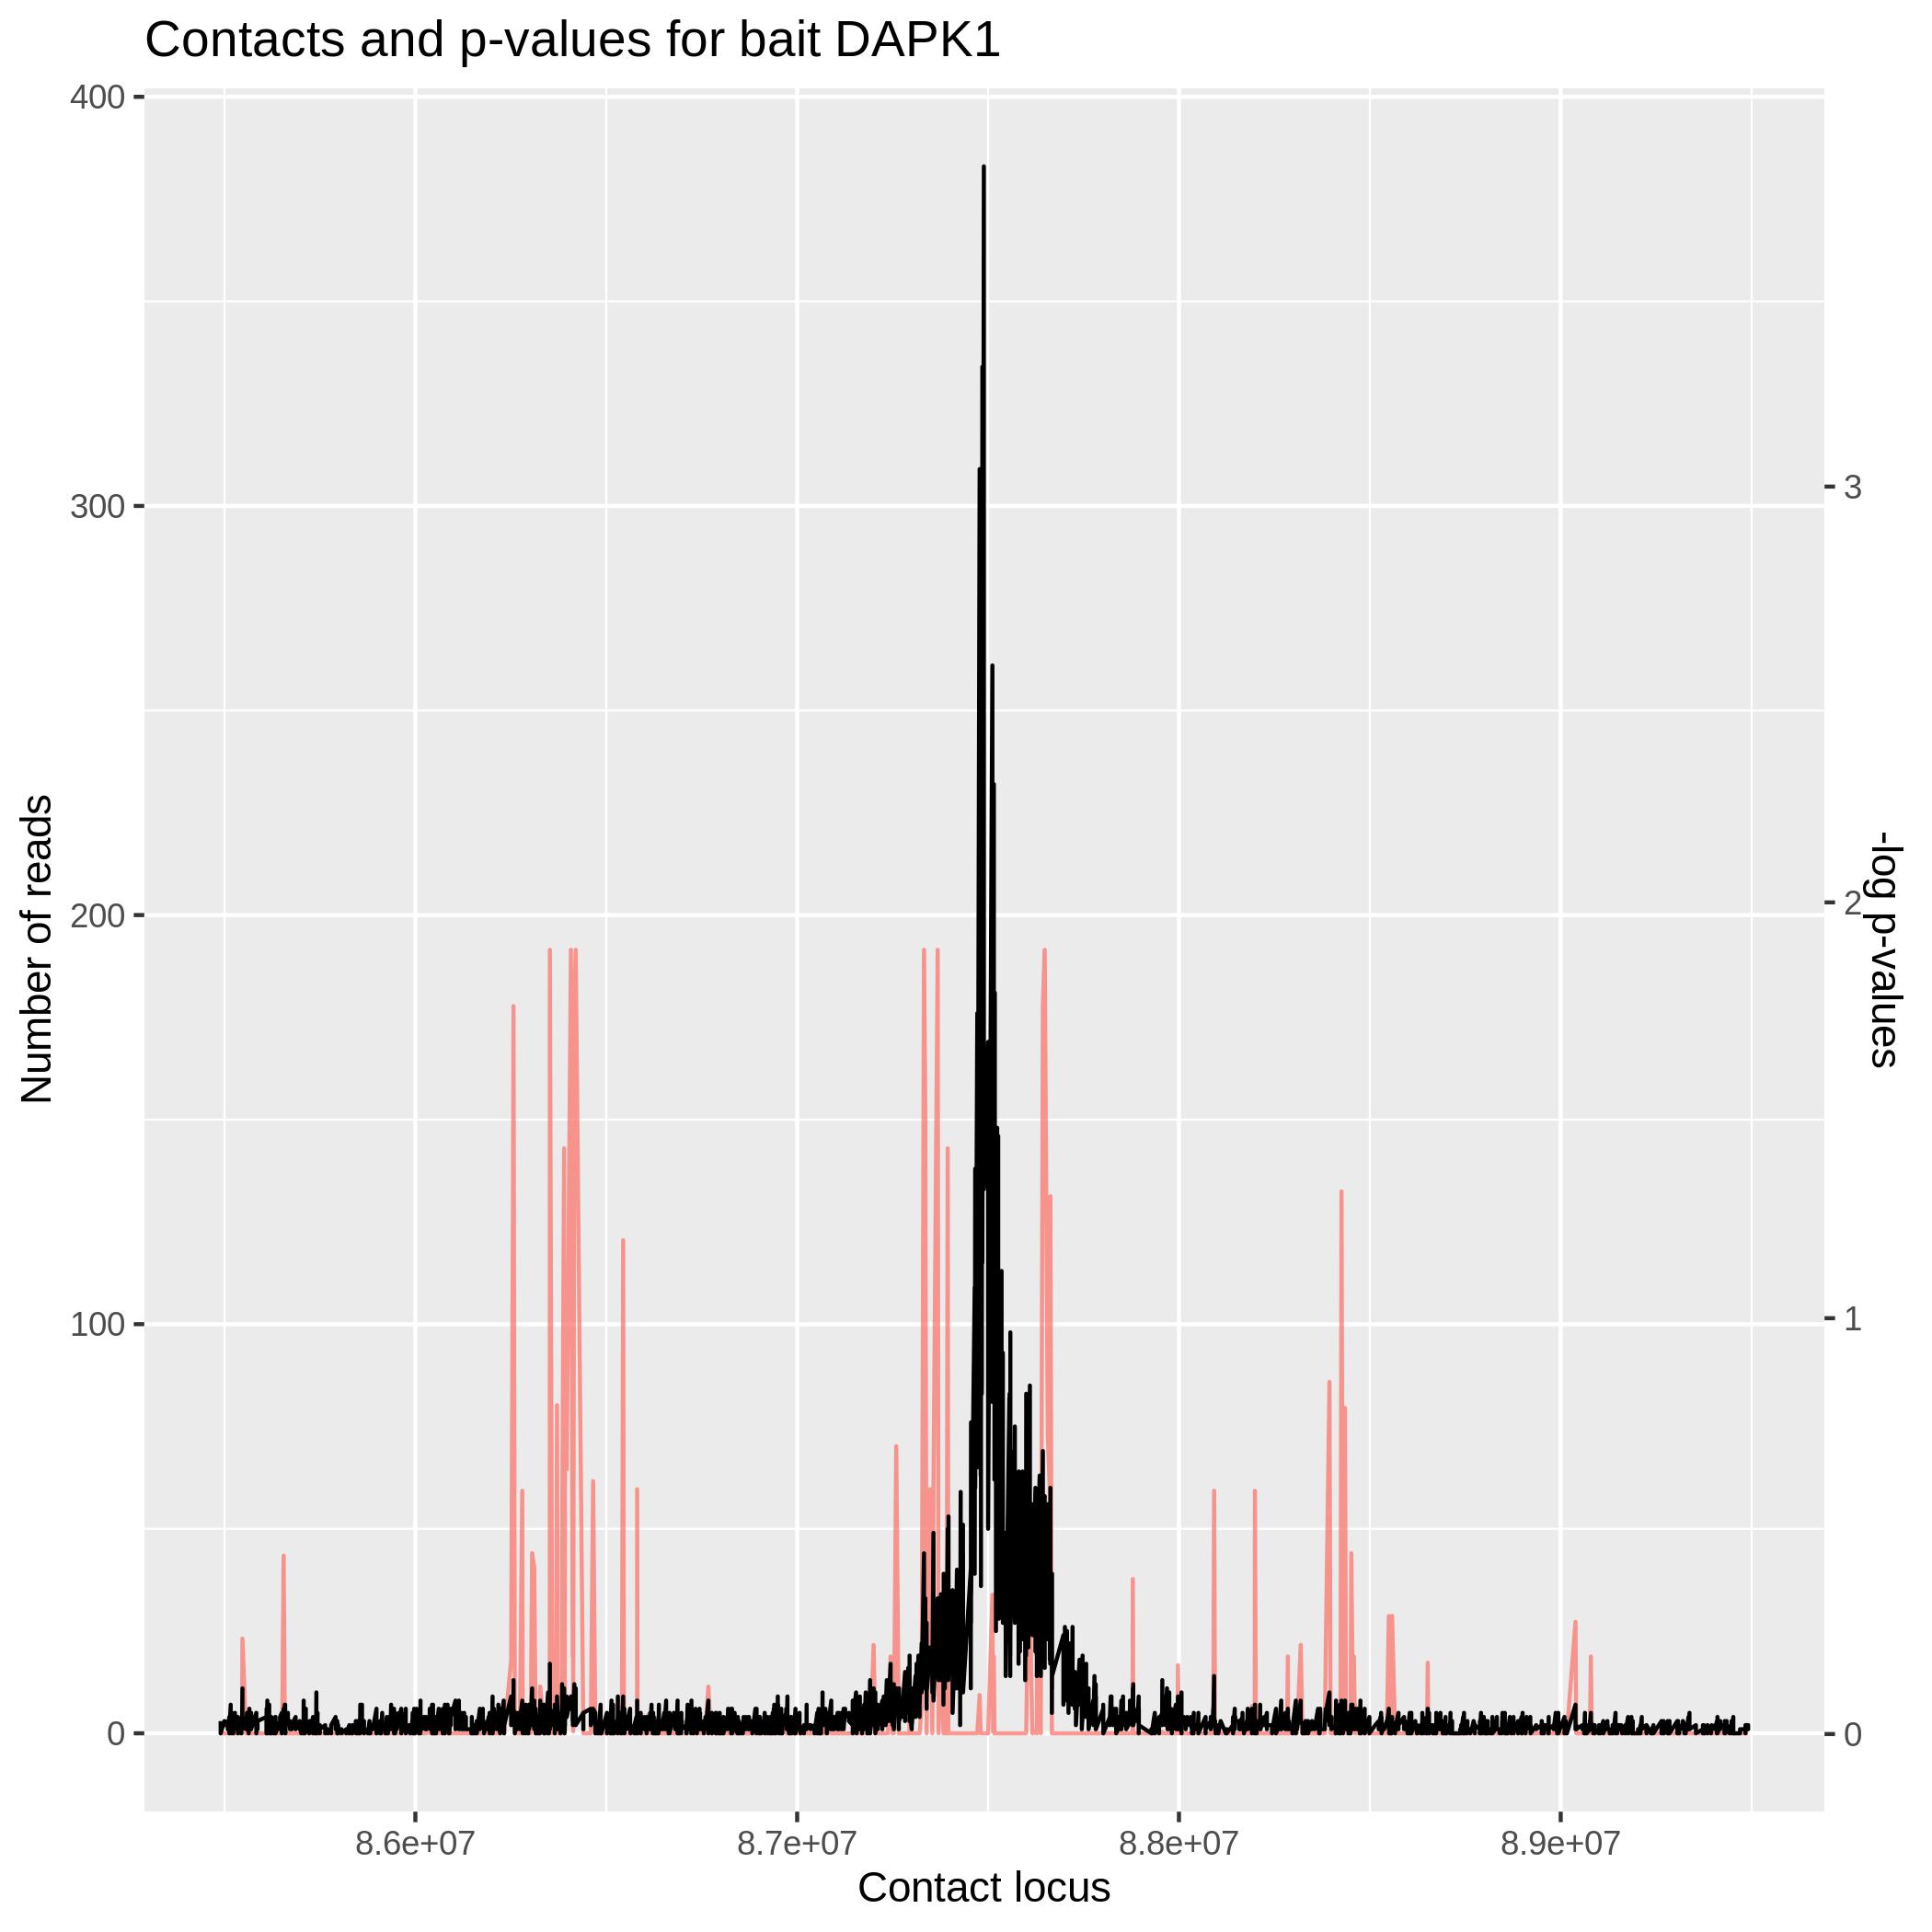 Contacts and p-values for bait DAPK1
400
300
200
100
0
Number of reads
3
2
1
0
-log p-values
8.6e+07
8.7e+07
8.8e+07
8.9e+07
Contact locus